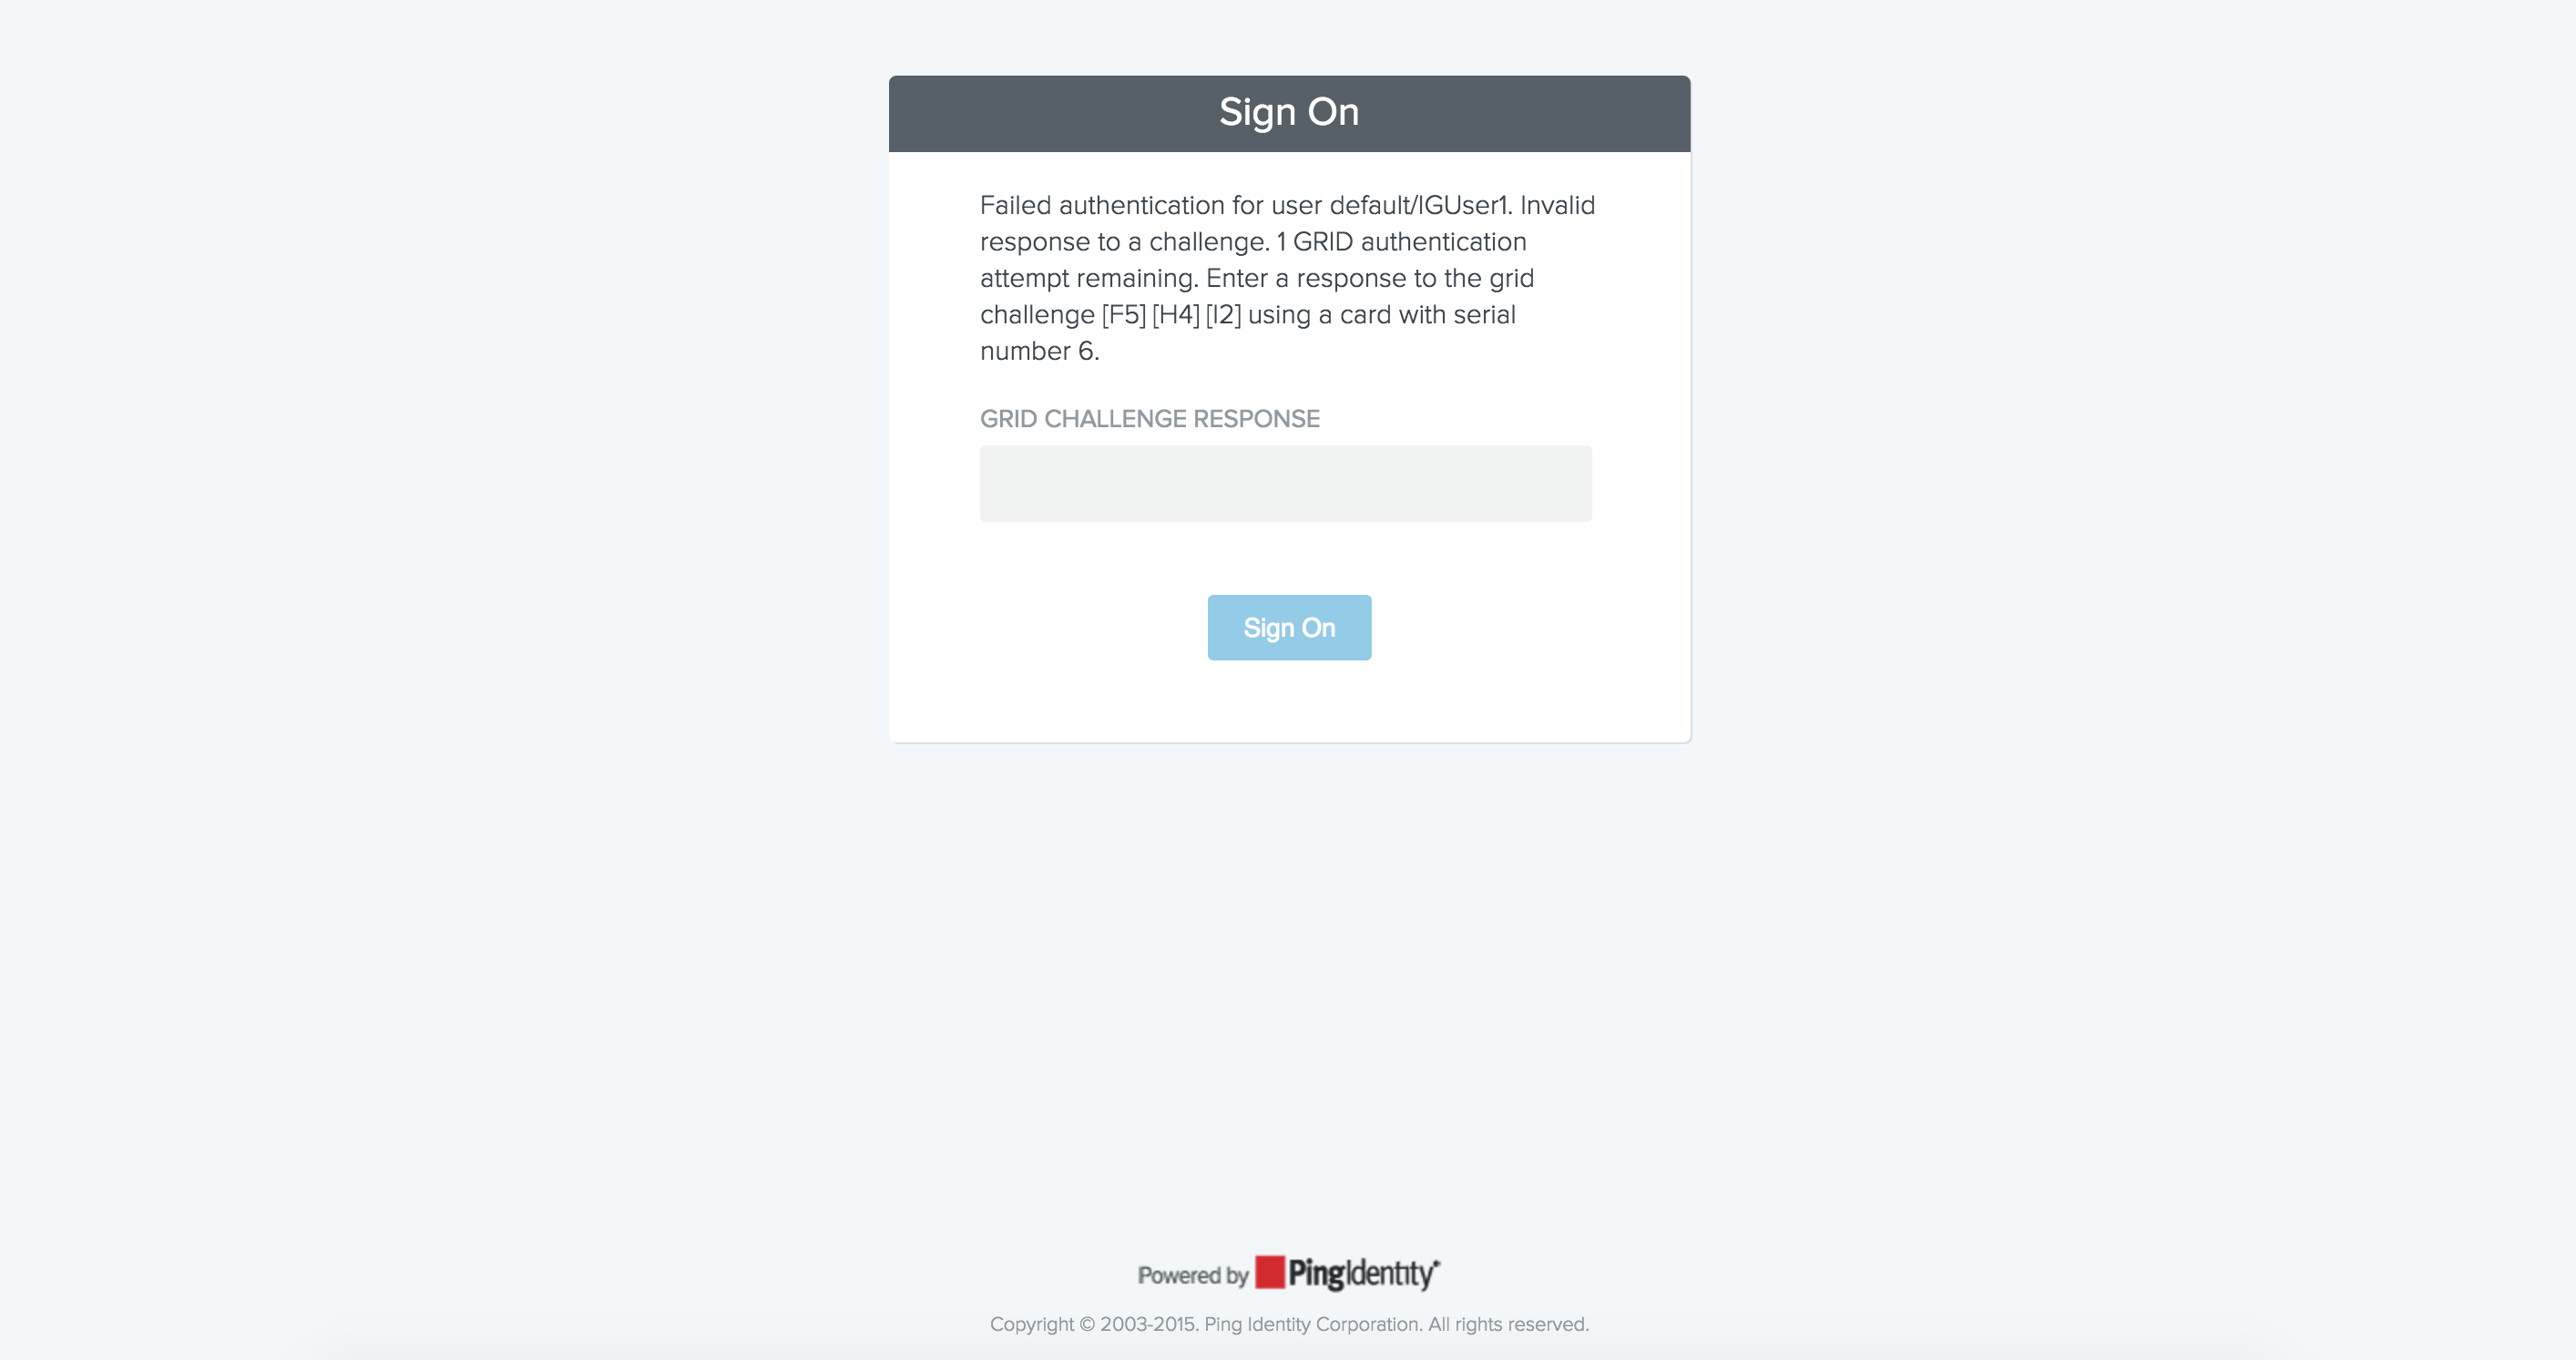 Sign On
Failed authentication for user default/IGUser1. Invalid
response to a challenge. 1 GRID authentication
attempt remaining. Enter a response to the grid
challenge [F5] [H4] [I2] using a card with serial
number 6.
GRID CHALLENGE RESPONSE
Sign On
Powered by PingIdentity
Copyright © 2003-2015. Ping Identity Corporation. All rights reserved.